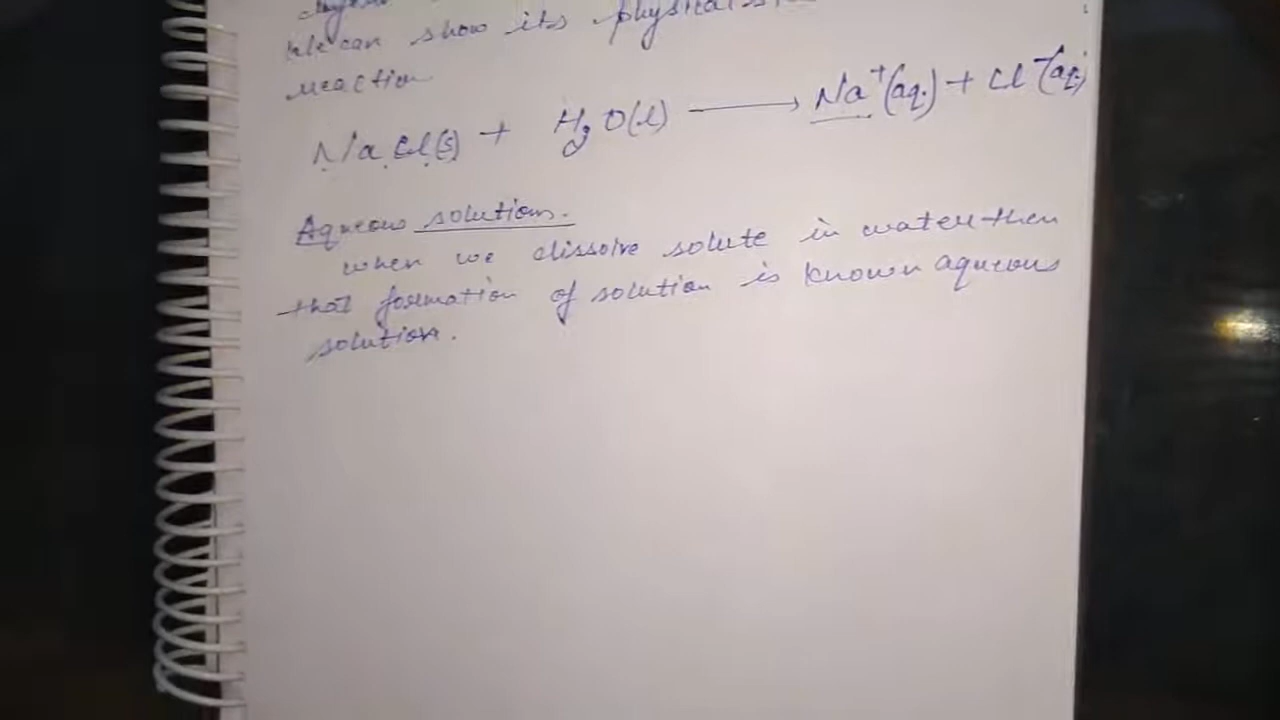 We can show its physical
reaction
NaCl(s) + H₂O(l) ⟶ Na⁺(aq.) + Cl⁻(aq.)
Aqueous solution.
when we dissolve solute in water then
that formation of solution is known aqueous
solution.